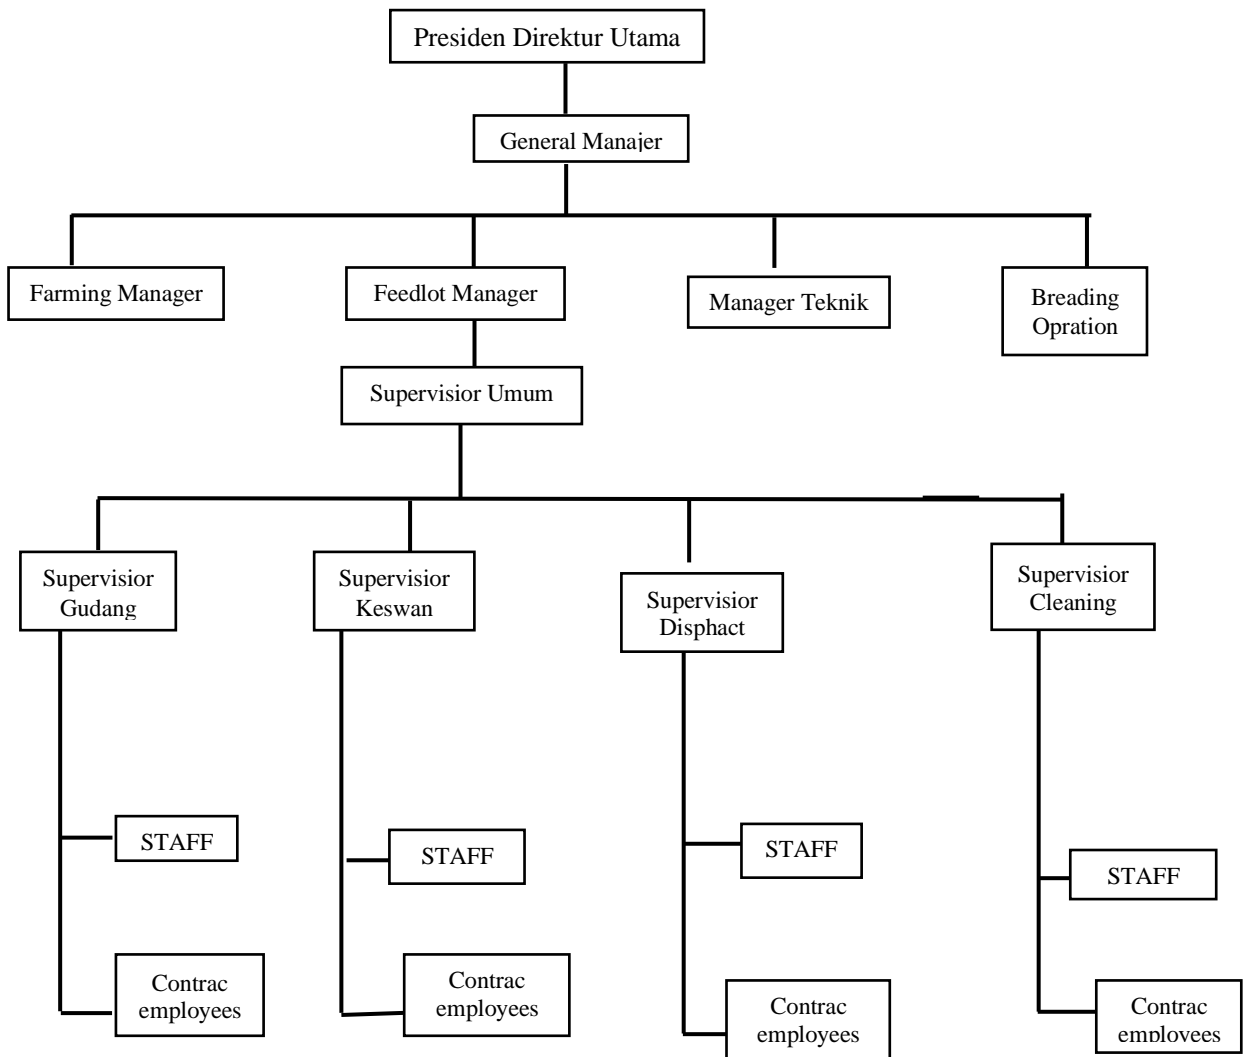 Presiden Direktur Utama
General Manajer
Farming Manager
Feedlot Manager
Manager Teknik
Breading
Opration
Supervisior Umum
Supervisior
Gudang
Supervisior
Keswan
Supervisior
Disphact
Supervisior
Cleaning
STAFF
STAFF
STAFF
STAFF
Contrac
employees
Contrac
employees
Contrac
employees
Contrac
employees